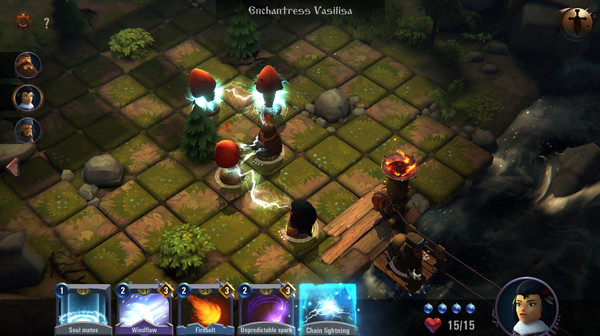 Enchantress Vasilisa
?
1
2 3
2 3
2 3
Soul mates
Windflaw
Firebolt
Unpredictable spark
Chain lightning
15/15